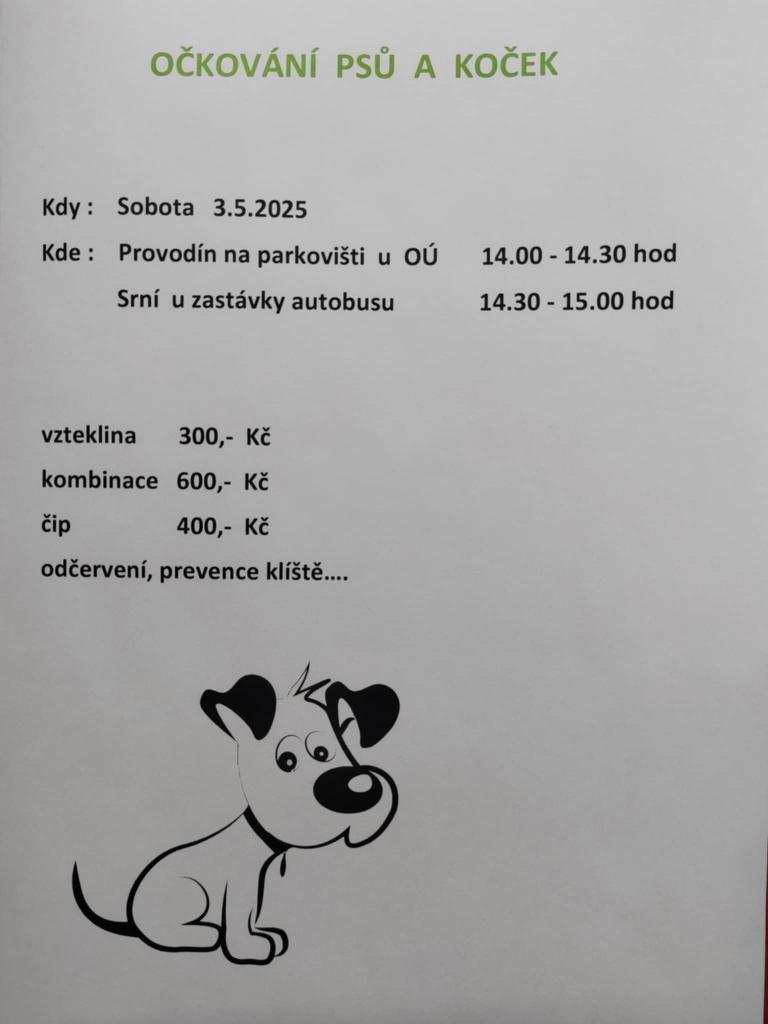 OČKOVÁNÍ PSŮ A KOČEK
Kdy : Sobota 3.5.2025
Kde : Provodín na parkovišti u OÚ 14.00 - 14.30 hod
Srní u zastávky autobusu 14.30 - 15.00 hod
vzteklina 300,- Kč
kombinace 600,- Kč
čip 400,- Kč
odčervení, prevence klíště....